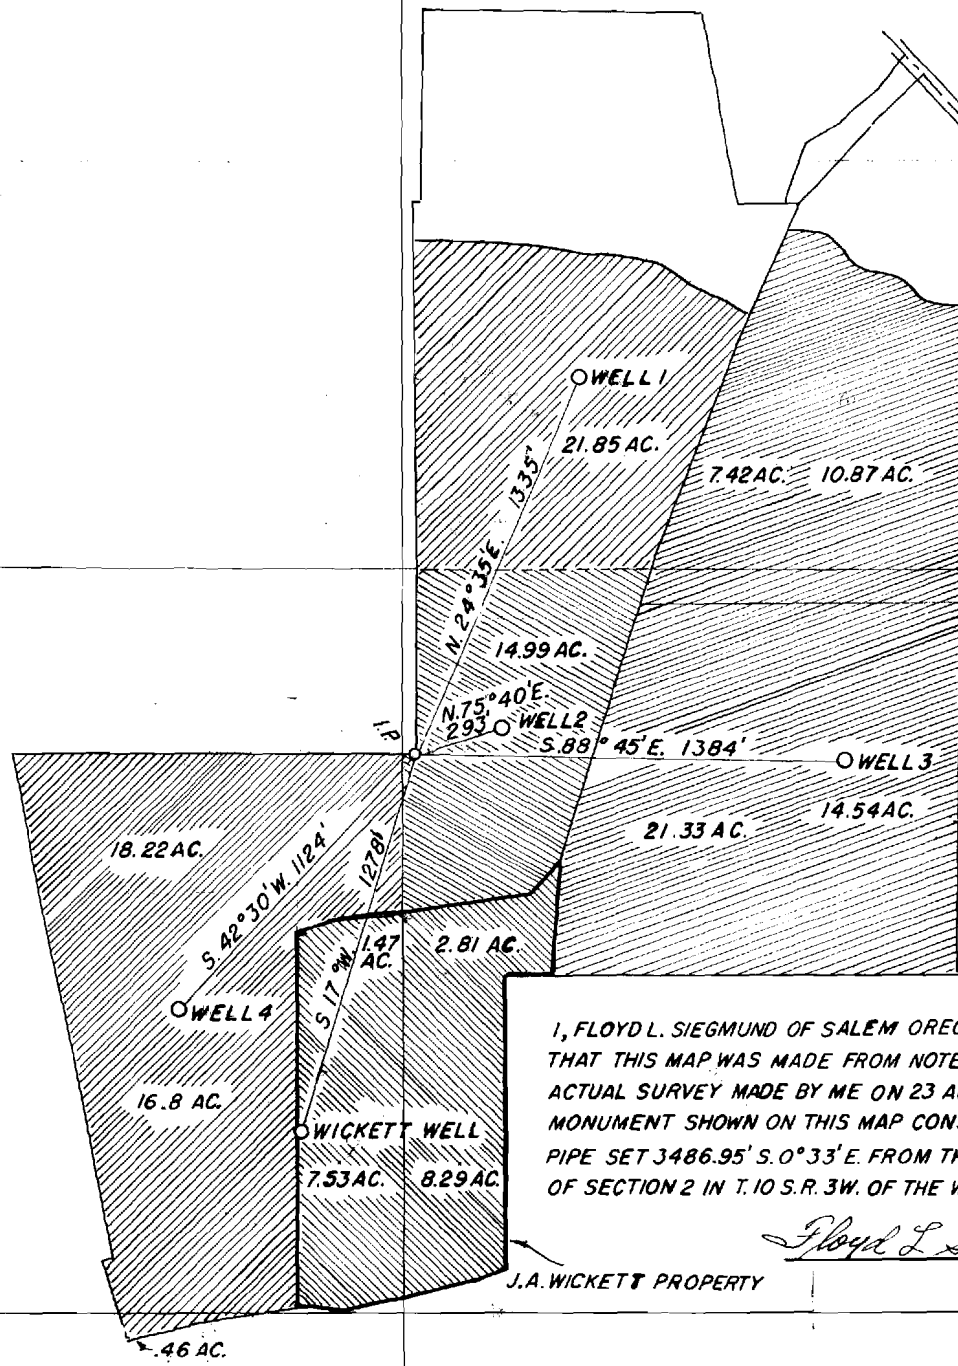 WELL 1
21.85 AC.
7.42 AC. 10.87 AC.
N. 24°35'E. 1335'
14.99 AC.
N. 75°40'E.
293'
WELL 2
I.P.
S. 88°45'E. 1384'
WELL 3
14.54 AC.
21.33 AC.
18.22 AC.
S. 42°30'W. 1124'
S 17°W. 1278'
1.47
AC.
2.81 AC.
WELL 4
16.8 AC.
WICKETT WELL
7.53 AC. 8.29 AC.
I, FLOYD L. SIEGMUND OF SALEM OREG
THAT THIS MAP WAS MADE FROM NOTE
ACTUAL SURVEY MADE BY ME ON 23 A
MONUMENT SHOWN ON THIS MAP CONS
PIPE SET 3486.95' S. 0°33'E. FROM TH
OF SECTION 2 IN T. 10 S. R. 3W. OF THE W
Floyd L S
J.A. WICKETT PROPERTY
.46 AC.